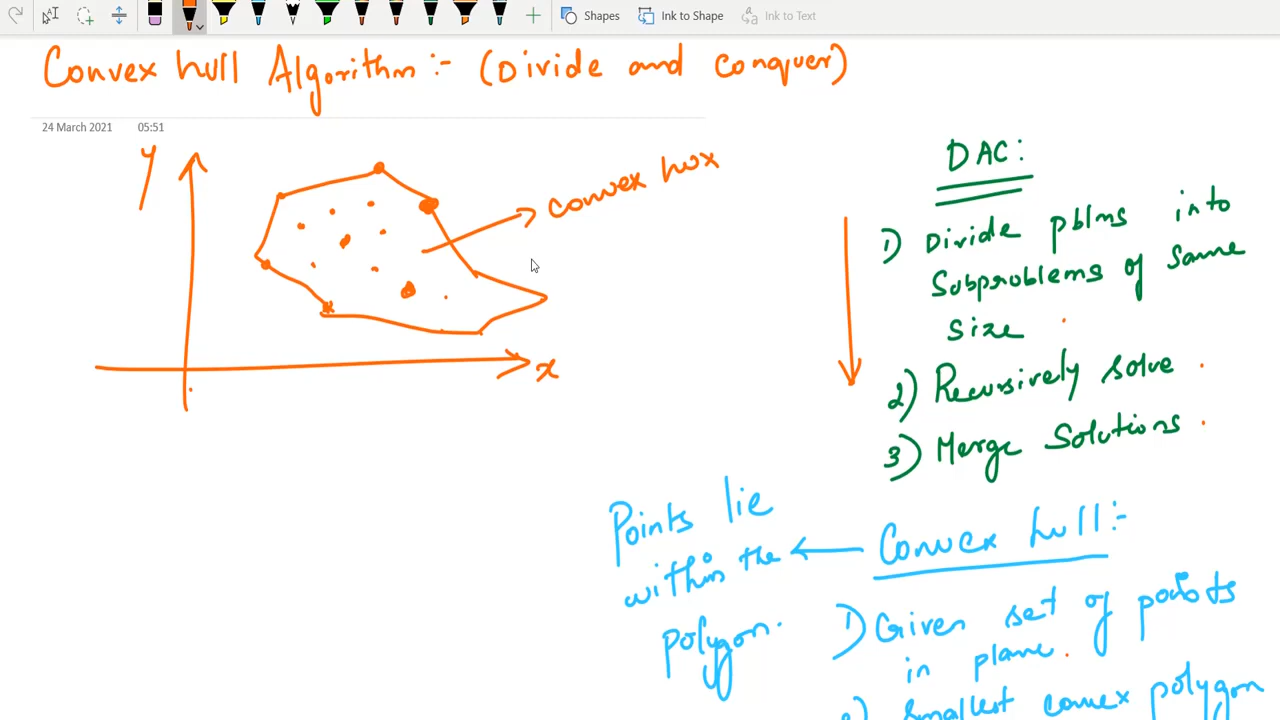 Shapes
Ink to Shape
Ink to Text
Convex hull Algorithm :- (Divide and Conquer)
24 March 2021 05:51
y
convex hux
x
DAC:
1) Divide pblms into
Subproblems of same
size
2) Recursively solve.
3) Merge Solutions.
Points lie
within the
polygon.
Convex hull:-
1) Given set of points
in plane.
2) Smallest convex polygon